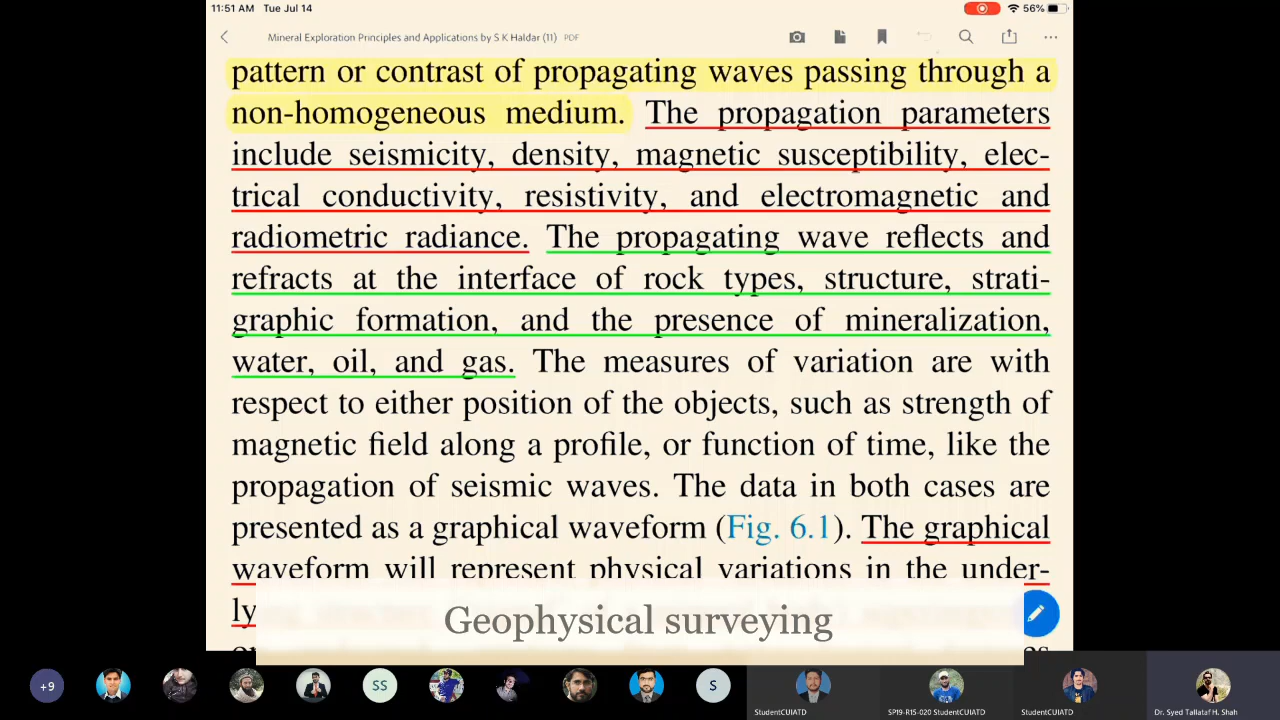 11:51 AM Tue Jul 14
56%
Mineral Exploration Principles and Applications by S K Haldar (11) PDF
pattern or contrast of propagating waves passing through a
non-homogeneous medium. The propagation parameters
include seismicity, density, magnetic susceptibility, elec-
trical conductivity, resistivity, and electromagnetic and
radiometric radiance. The propagating wave reflects and
refracts at the interface of rock types, structure, strati-
graphic formation, and the presence of mineralization,
water, oil, and gas. The measures of variation are with
respect to either position of the objects, such as strength of
magnetic field along a profile, or function of time, like the
propagation of seismic waves. The data in both cases are
presented as a graphical waveform (Fig. 6.1). The graphical
waveform will represent physical variations in the under-
ly
Geophysical surveying
+9
SS
S
StudentCUIATD
SP19-R15-020 StudentCUIATD
StudentCUIATD
Dr. Syed Tallataf H. Shah